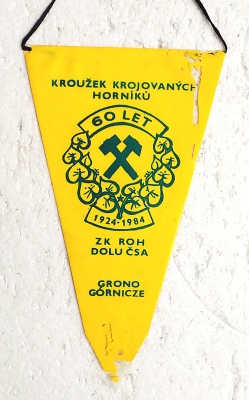 KROUŽEK KROJOVANÝCH
HORNÍKŮ
60 LET
1924-1984
ZK ROH
DOLU ČSA
GRONO
GÓRNICZE